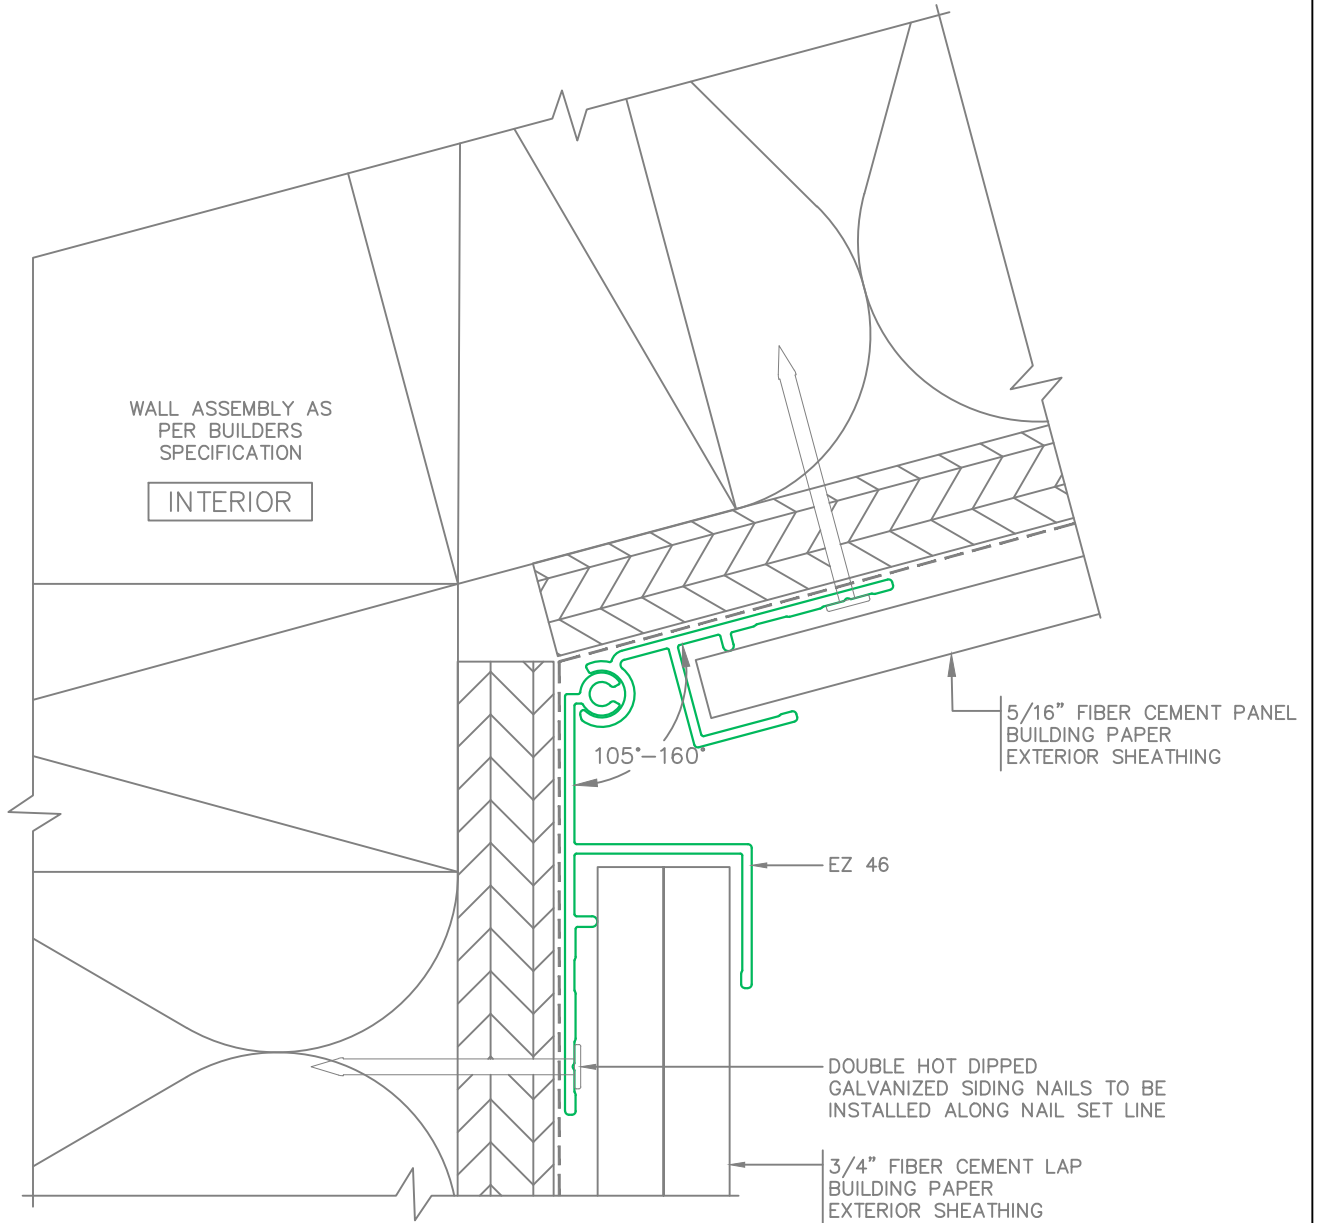 WALL ASSEMBLY AS
PER BUILDERS
SPECIFICATION
INTERIOR
105°-160°
5/16” FIBER CEMENT PANEL
BUILDING PAPER
EXTERIOR SHEATHING
EZ 46
DOUBLE HOT DIPPED
GALVANIZED SIDING NAILS TO BE
INSTALLED ALONG NAIL SET LINE
3/4” FIBER CEMENT LAP
BUILDING PAPER
EXTERIOR SHEATHING